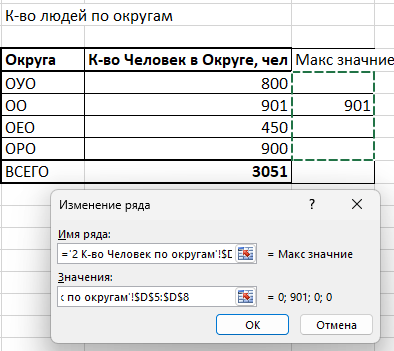 К-во людей по округам
Округа К-во Человек в Округе, чел Макс значние
ОУО 800
ОО 901 901
ОЕО 450
ОРО 900
ВСЕГО 3051
Изменение ряда ? ×
Имя ряда:
='2 К-во Человек по округам'!$D = Макс значние
Значения:
к по округам'!$D$5:$D$8 = 0; 901; 0; 0
ОК Отмена